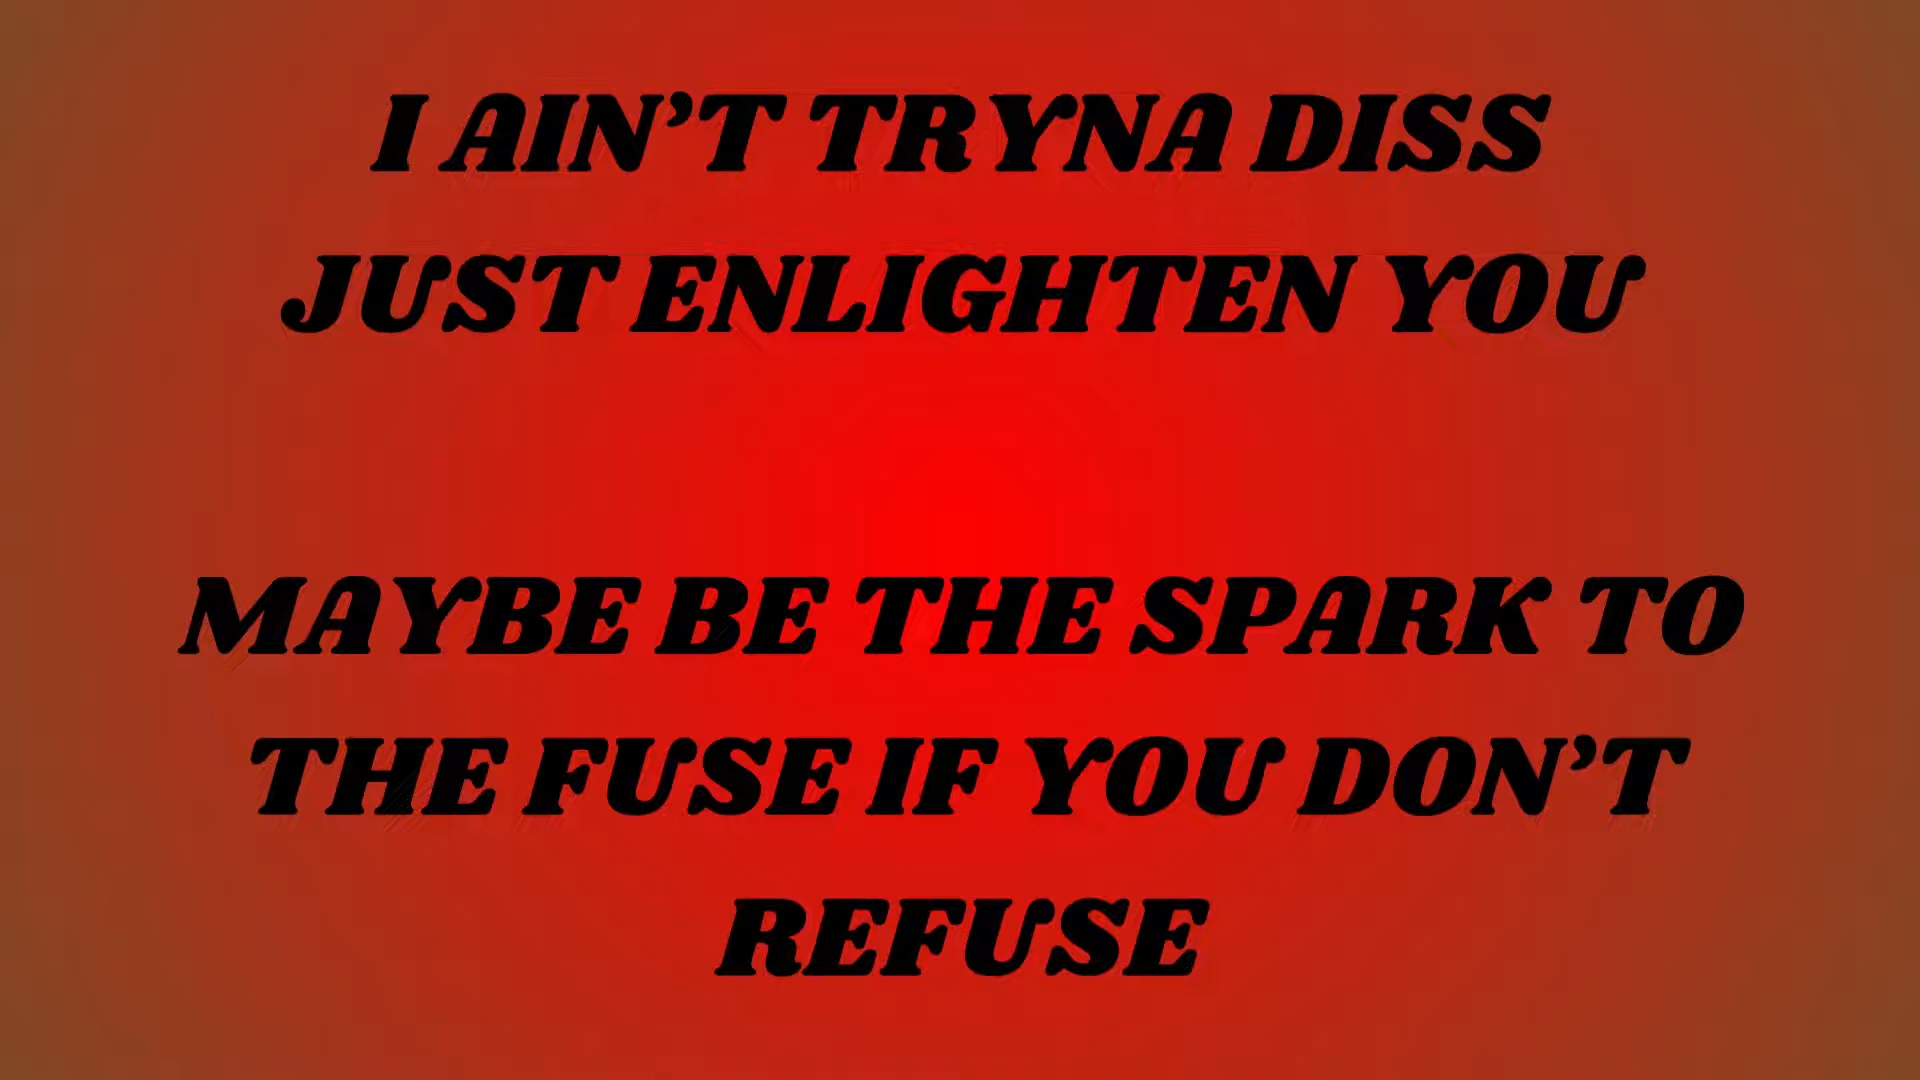 I AIN’T TRYNA DISS
JUST ENLIGHTEN YOU
MAYBE BE THE SPARK TO
THE FUSE IF YOU DON’T
REFUSE